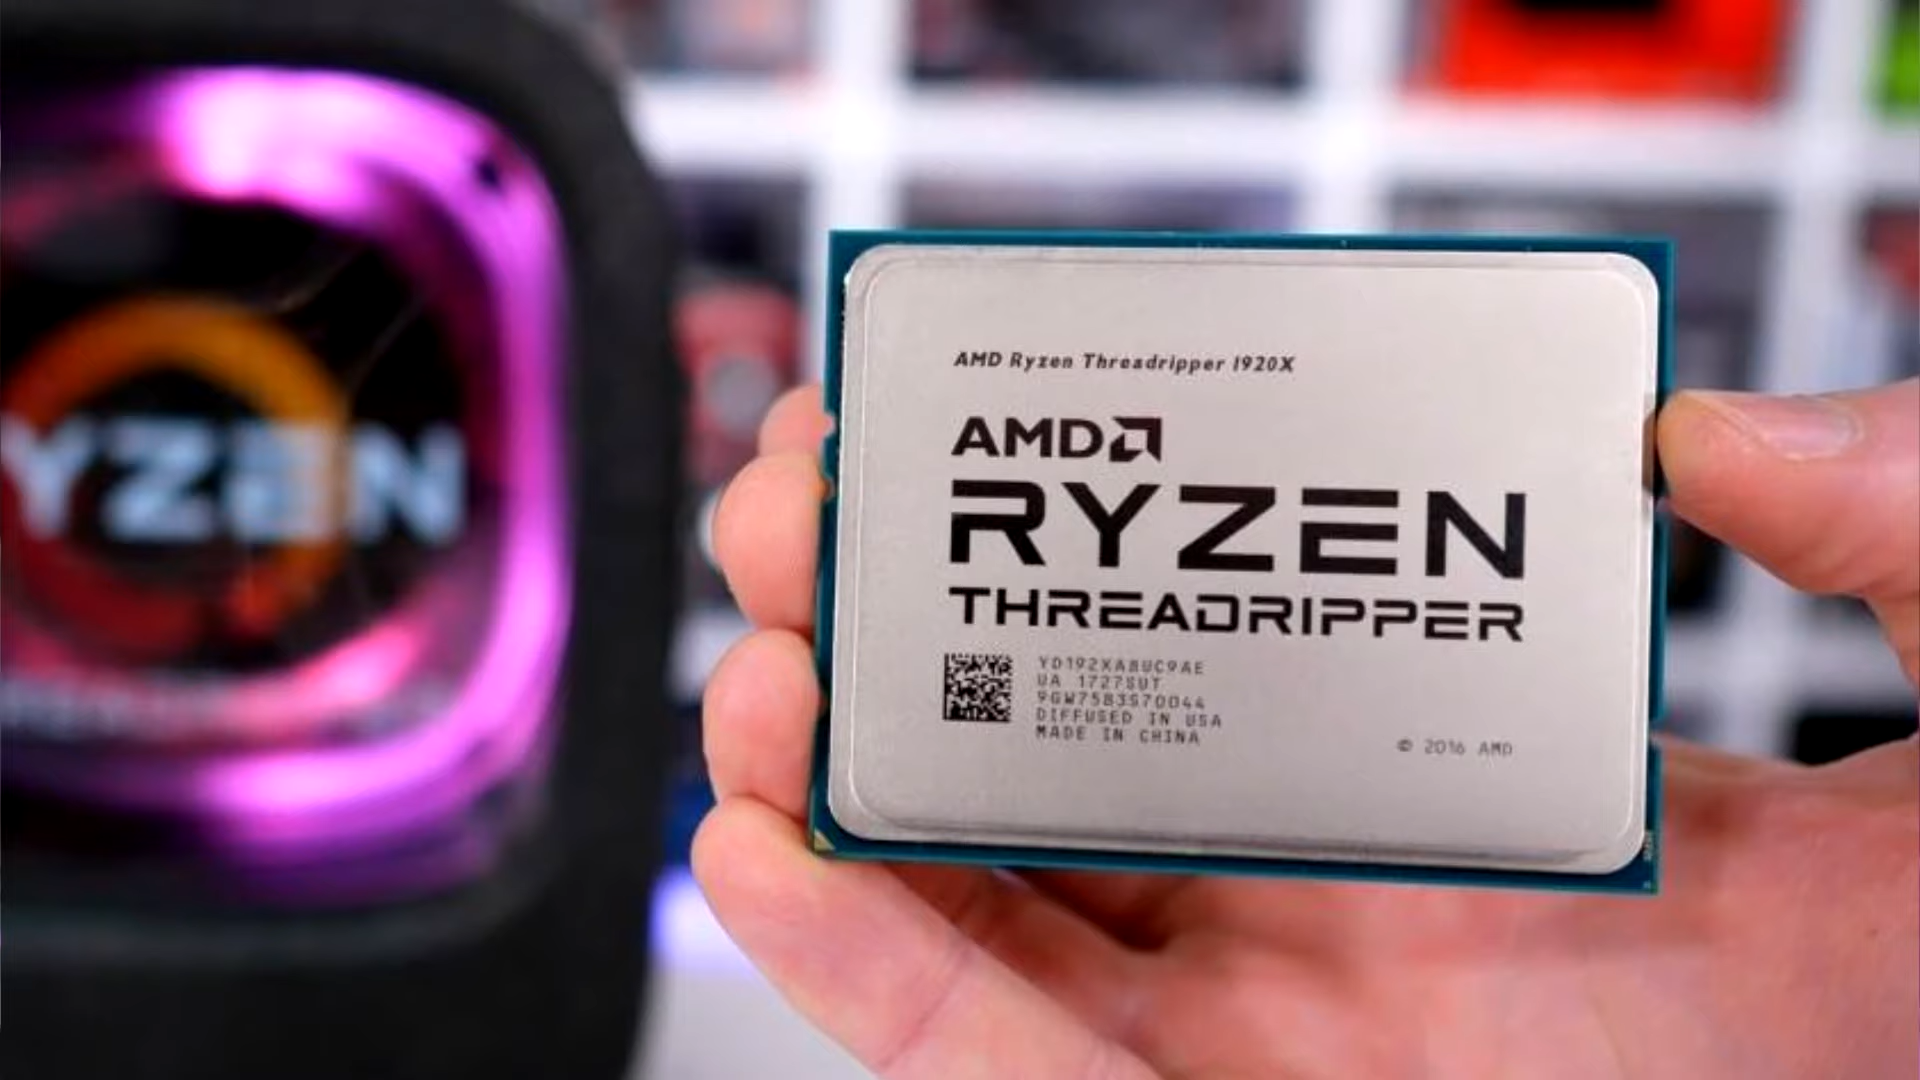 YZEN
AMD Ryzen Threadripper 1920X
AMD
RYZEN
THREADRIPPER
YD192XA8UC9AE
UA 1727SUT
9GW7583S70044
DIFFUSED IN USA
MADE IN CHINA
© 2016 AMD